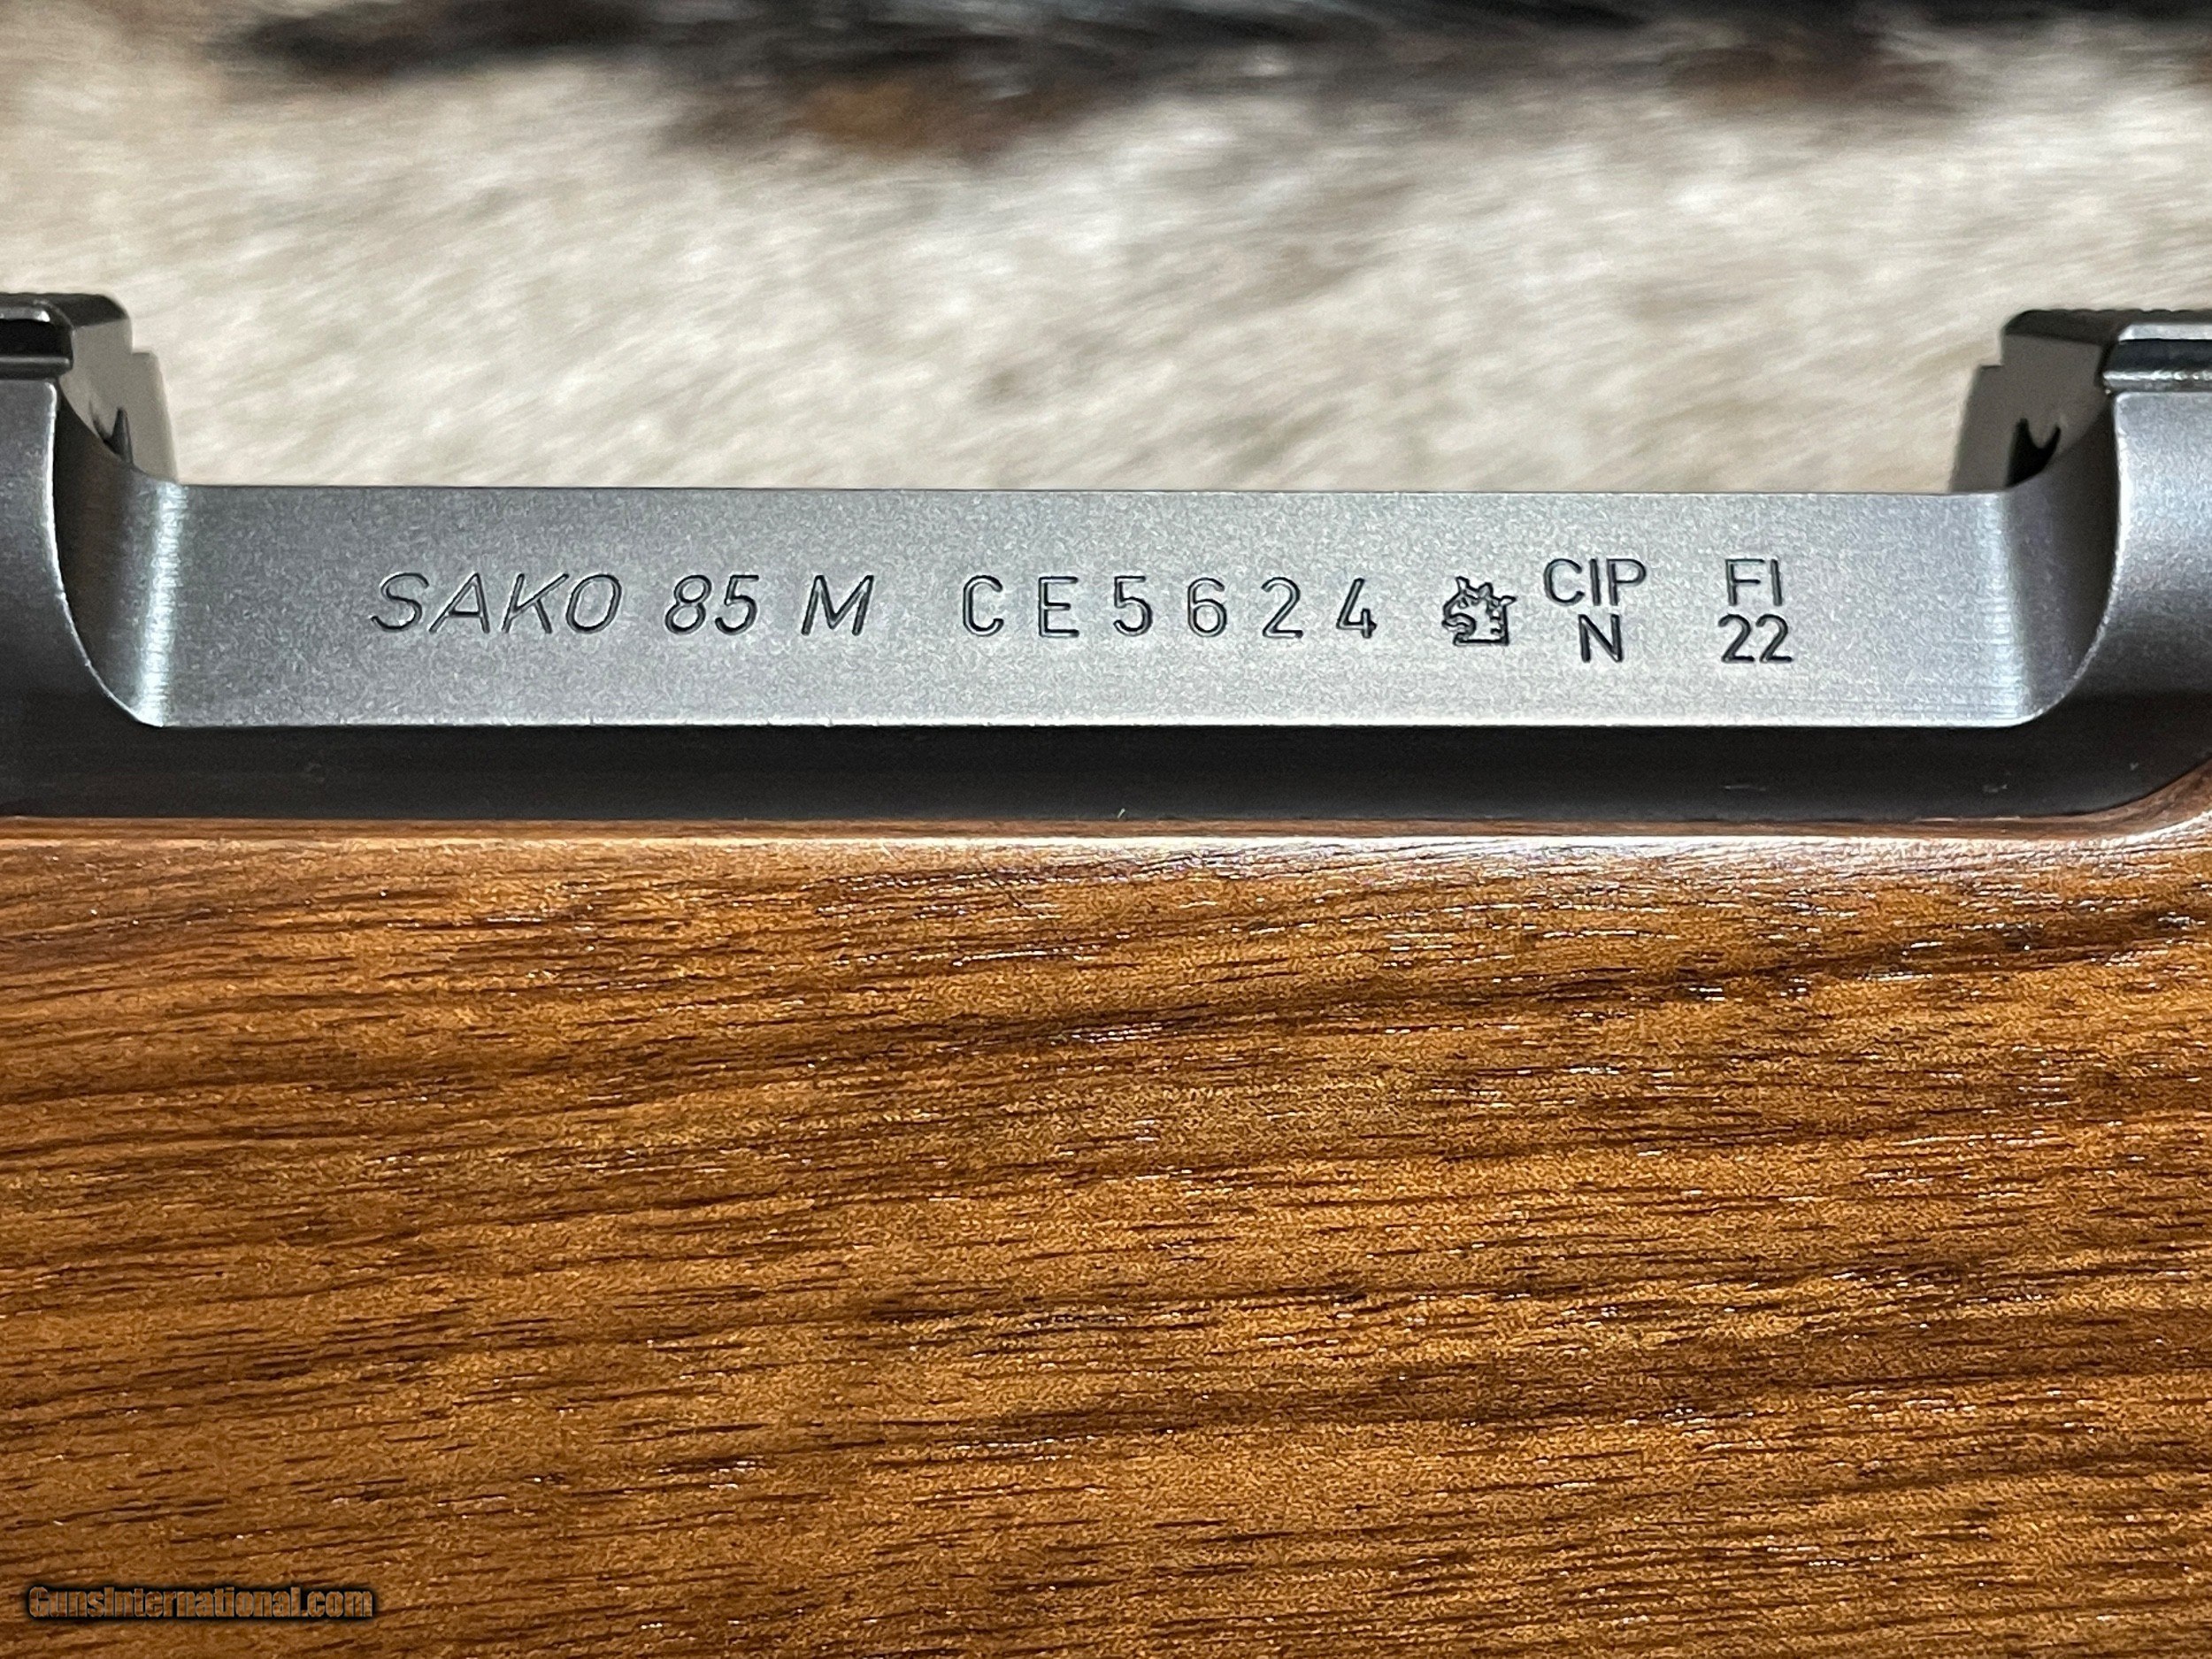 SAKO 85 M CE5624 CIP FI
N 22
GunsInternational.com